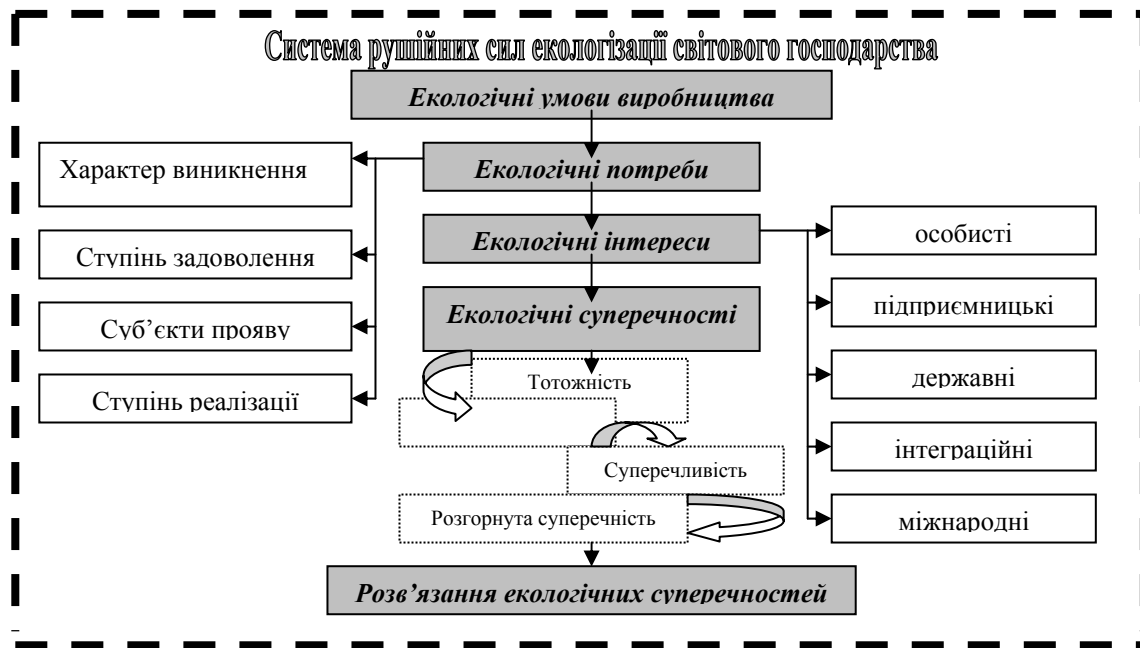 Система рушійних сил екологізації світового господарства
Екологічні умови виробництва
Характер виникнення
Екологічні потреби
Екологічні інтереси
особисті
Ступінь задоволення
Екологічні суперечності
підприємницькі
Суб’єкти прояву
Тотожність
державні
Ступінь реалізації
Суперечливість
інтеграційні
Розгорнута суперечність
міжнародні
Розв’язання екологічних суперечностей